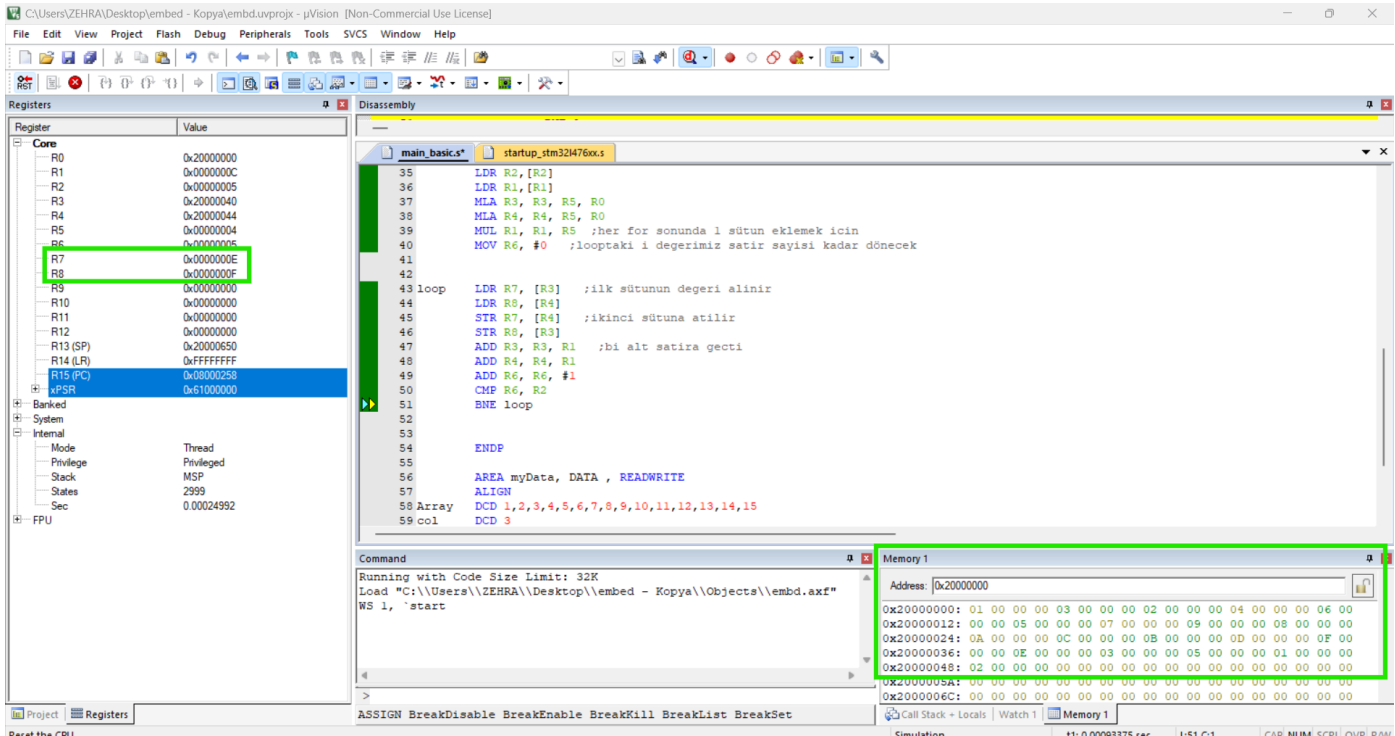 C:\Users\ZEHRA\Desktop\embed - Kopya\embd.uvprojx - µVision [Non-Commercial Use License]
File Edit View Project Flash Debug Peripherals Tools SVCS Window Help
RST
Registers
Register Value
Core
R0 0x20000000
R1 0x0000000C
R2 0x00000005
R3 0x20000040
R4 0x20000044
R5 0x00000004
R6 0x00000005
R7 0x0000000E
R8 0x0000000F
R9 0x00000000
R10 0x00000000
R11 0x00000000
R12 0x00000000
R13 (SP) 0x20000650
R14 (LR) 0xFFFFFFFF
R15 (PC) 0x08000258
xPSR 0x61000000
Banked
System
Internal
Mode Thread
Privilege Privileged
Stack MSP
States 2999
Sec 0.00024992
FPU
Project Registers
Disassembly
main_basic.s* startup_stm32l476xx.s
35 LDR R2,[R2]
36 LDR R1,[R1]
37 MLA R3, R3, R5, R0
38 MLA R4, R4, R5, R0
39 MUL R1, R1, R5 ;her for sonunda 1 sütun eklemek icin
40 MOV R6, #0 ;looptaki i degerimiz satir sayisi kadar dönecek
41
42
43 loop LDR R7, [R3] ;ilk sütunun degeri alinir
44 LDR R8, [R4]
45 STR R7, [R4] ;ikinci sütuna atilir
46 STR R8, [R3]
47 ADD R3, R3, R1 ;bi alt satira gecti
48 ADD R4, R4, R1
49 ADD R6, R6, #1
50 CMP R6, R2
51 BNE loop
52
53
54 ENDP
55
56 AREA myData, DATA , READWRITE
57 ALIGN
58 Array DCD 1,2,3,4,5,6,7,8,9,10,11,12,13,14,15
59 col DCD 3
Command
Running with Code Size Limit: 32K
Load "C:\\Users\\ZEHRA\\Desktop\\embed - Kopya\\Objects\\embd.axf"
WS 1, `start
>
ASSIGN BreakDisable BreakEnable BreakKill BreakList BreakSet
Memory 1
Address: 0x20000000
0x20000000: 01 00 00 00 03 00 00 00 02 00 00 00 04 00 00 00 06 00
0x20000012: 00 00 05 00 00 00 07 00 00 00 09 00 00 00 08 00 00 00
0x20000024: 0A 00 00 00 0C 00 00 00 0B 00 00 00 0D 00 00 00 0F 00
0x20000036: 00 00 0E 00 00 00 03 00 00 00 05 00 00 00 01 00 00 00
0x20000048: 02 00 00 00 00 00 00 00 00 00 00 00 00 00 00 00 00 00
0x2000005A: 00 00 00 00 00 00 00 00 00 00 00 00 00 00 00 00 00 00
0x2000006C: 00 00 00 00 00 00 00 00 00 00 00 00 00 00 00 00 00 00
Call Stack + Locals Watch 1 Memory 1
Reset the CPU Simulation t1: 0.00093375 sec L:51 C:1 CAP NUM SCRL OVR R/W